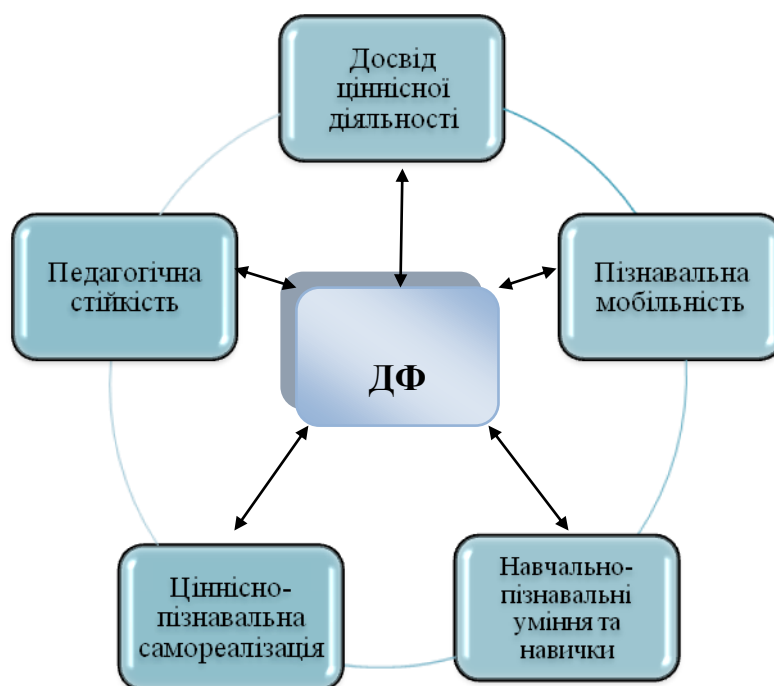 Досвід
ціннісної
діяльності
Педагогічна
стійкість
Пізнавальна
мобільність
ДФ
Ціннісно-
пізнавальна
самореалізація
Навчально-
пізнавальні
уміння та
навички